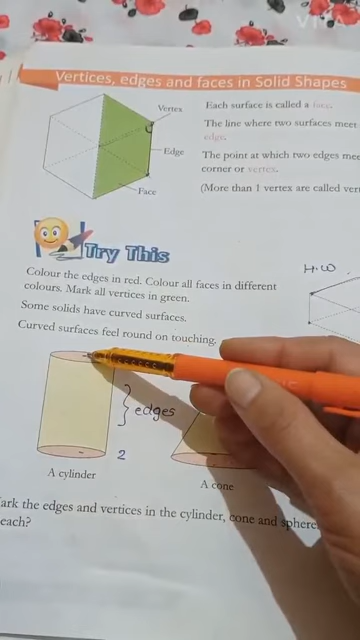 Vertices, edges and faces in Solid Shapes
Vertex
Each surface is called a face.
The line where two surfaces meet
edge.
Edge
The point at which two edges
corner or vertex.
Face
(More than 1 vertex are called
Try This
H.W
Colour the edges in red. Colour all faces in different
colours. Mark all vertices in green.
Some solids have curved surfaces.
Curved surfaces feel round on touching.
edges
2
A cylinder
A cone
the edges and vertices in the cylinder, cone and sphere
each?